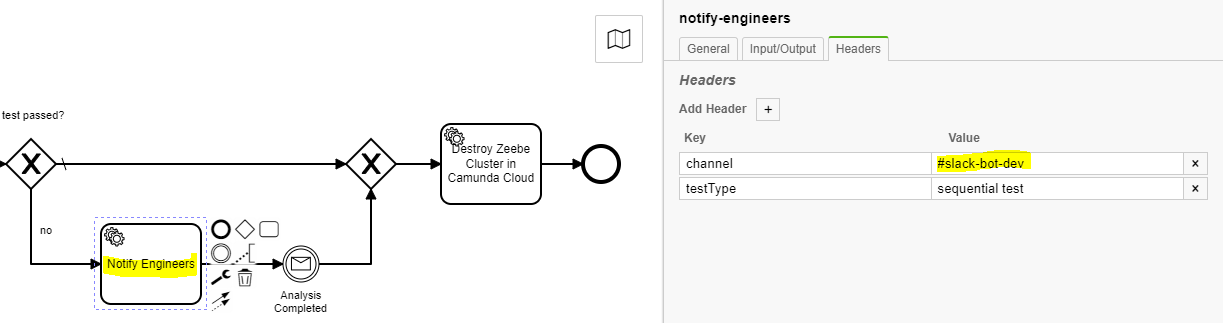 test passed?
X
X
Destroy Zeebe
Cluster in
Camunda Cloud
no
Notify Engineers
Analysis
Completed
notify-engineers
General Input/Output Headers
Headers
Add Header +
Key Value
channel #slack-bot-dev ×
testType sequential test ×